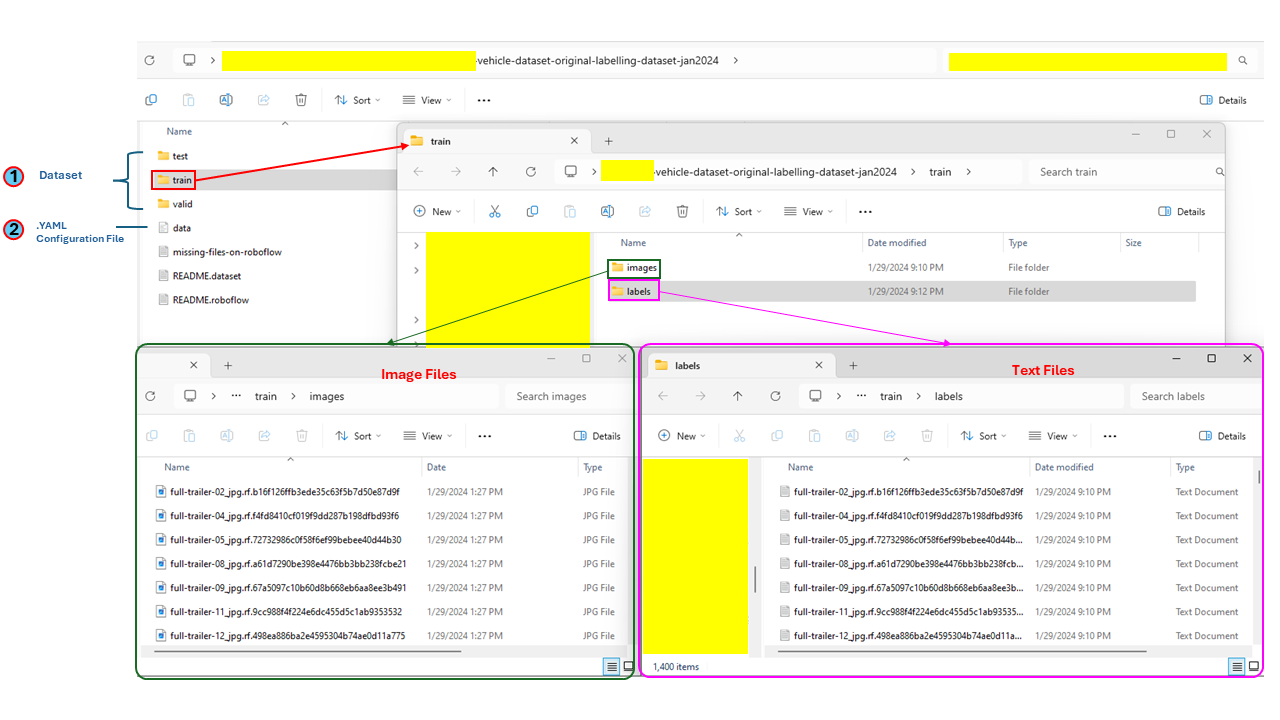 -vehicle-dataset-original-labelling-dataset-jan2024
Sort
View
Details
Name
test
train
valid
data
missing-files-on-roboflow
README.dataset
README.roboflow
1
Dataset
2
.YAML
Configuration File
train
-vehicle-dataset-original-labelling-dataset-jan2024
train
Search train
New
Sort
View
Details
Name
Date modified
Type
Size
images
1/29/2024 9:10 PM
File folder
labels
1/29/2024 9:12 PM
File folder
Image Files
train
images
Search images
Sort
View
Details
Name
Date
Type
full-trailer-02_jpg.rf.b16f126ffb3ede35c63f5b7d50e87d9f
1/29/2024 1:27 PM
JPG File
full-trailer-04_jpg.rf.f4fd8410cf019f9dd287b198dfbd93f6
1/29/2024 1:27 PM
JPG File
full-trailer-05_jpg.rf.72732986c0f58f6ef99bebee40d44b30
1/29/2024 1:27 PM
JPG File
full-trailer-08_jpg.rf.a61d7290be398e4476bb3bb238fcbe21
1/29/2024 1:27 PM
JPG File
full-trailer-09_jpg.rf.67a5097c10b60d8b668eb6aa8ee3b491
1/29/2024 1:27 PM
JPG File
full-trailer-11_jpg.rf.9cc988f4f224e6dc455d5c1ab9353532
1/29/2024 1:27 PM
JPG File
full-trailer-12_jpg.rf.498ea886ba2e4595304b74ae0d11a775
1/29/2024 1:27 PM
JPG File
labels
Text Files
train
labels
Search labels
New
Sort
View
Details
Name
Date modified
Type
full-trailer-02_jpg.rf.b16f126ffb3ede35c63f5b7d50e87d9f
1/29/2024 9:10 PM
Text Document
full-trailer-04_jpg.rf.f4fd8410cf019f9dd287b198dfbd93f6
1/29/2024 9:10 PM
Text Document
full-trailer-05_jpg.rf.72732986c0f58f6ef99bebee40d44b...
1/29/2024 9:10 PM
Text Document
full-trailer-08_jpg.rf.a61d7290be398e4476bb3bb238fcb...
1/29/2024 9:10 PM
Text Document
full-trailer-09_jpg.rf.67a5097c10b60d8b668eb6aa8ee3b...
1/29/2024 9:10 PM
Text Document
full-trailer-11_jpg.rf.9cc988f4f224e6dc455d5c1ab93535...
1/29/2024 9:10 PM
Text Document
full-trailer-12_jpg.rf.498ea886ba2e4595304b74ae0d11a...
1/29/2024 9:10 PM
Text Document
1,400 items